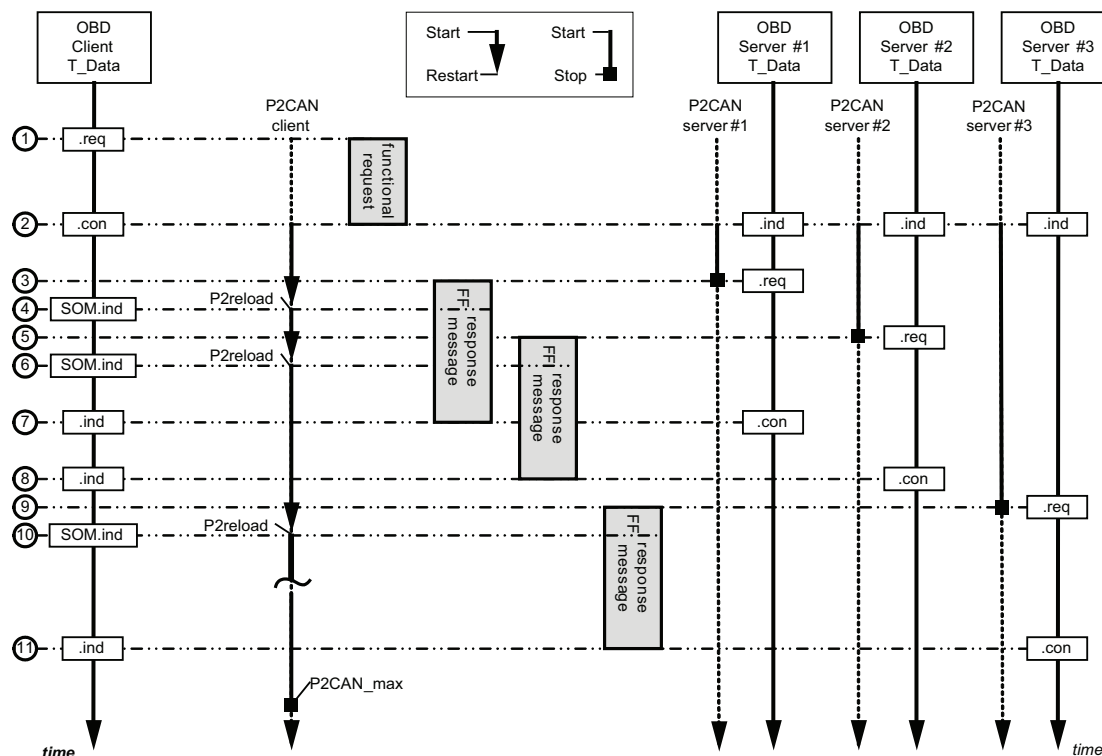 OBD
Client
T_Data
Start
Restart
Start
Stop
OBD
Server #1
T_Data
OBD
Server #2
T_Data
OBD
Server #3
T_Data
P2CAN
client
P2CAN
server#1
P2CAN
server #2
P2CAN
server #3
1
.req
functional
request
2
.con
.ind
.ind
.ind
3
.req
P2reload
FF response
message
4
SOM.ind
5
.req
P2reload
FF response
message
6
SOM.ind
7
.ind
.con
8
.ind
.con
9
.req
P2reload
FF response
message
10
SOM.ind
11
.ind
.con
P2CAN_max
time
time